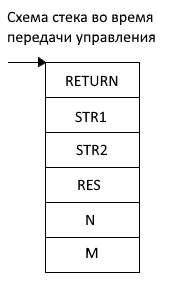 Схема стека во время
передачи управления
RETURN
STR1
STR2
RES
N
M